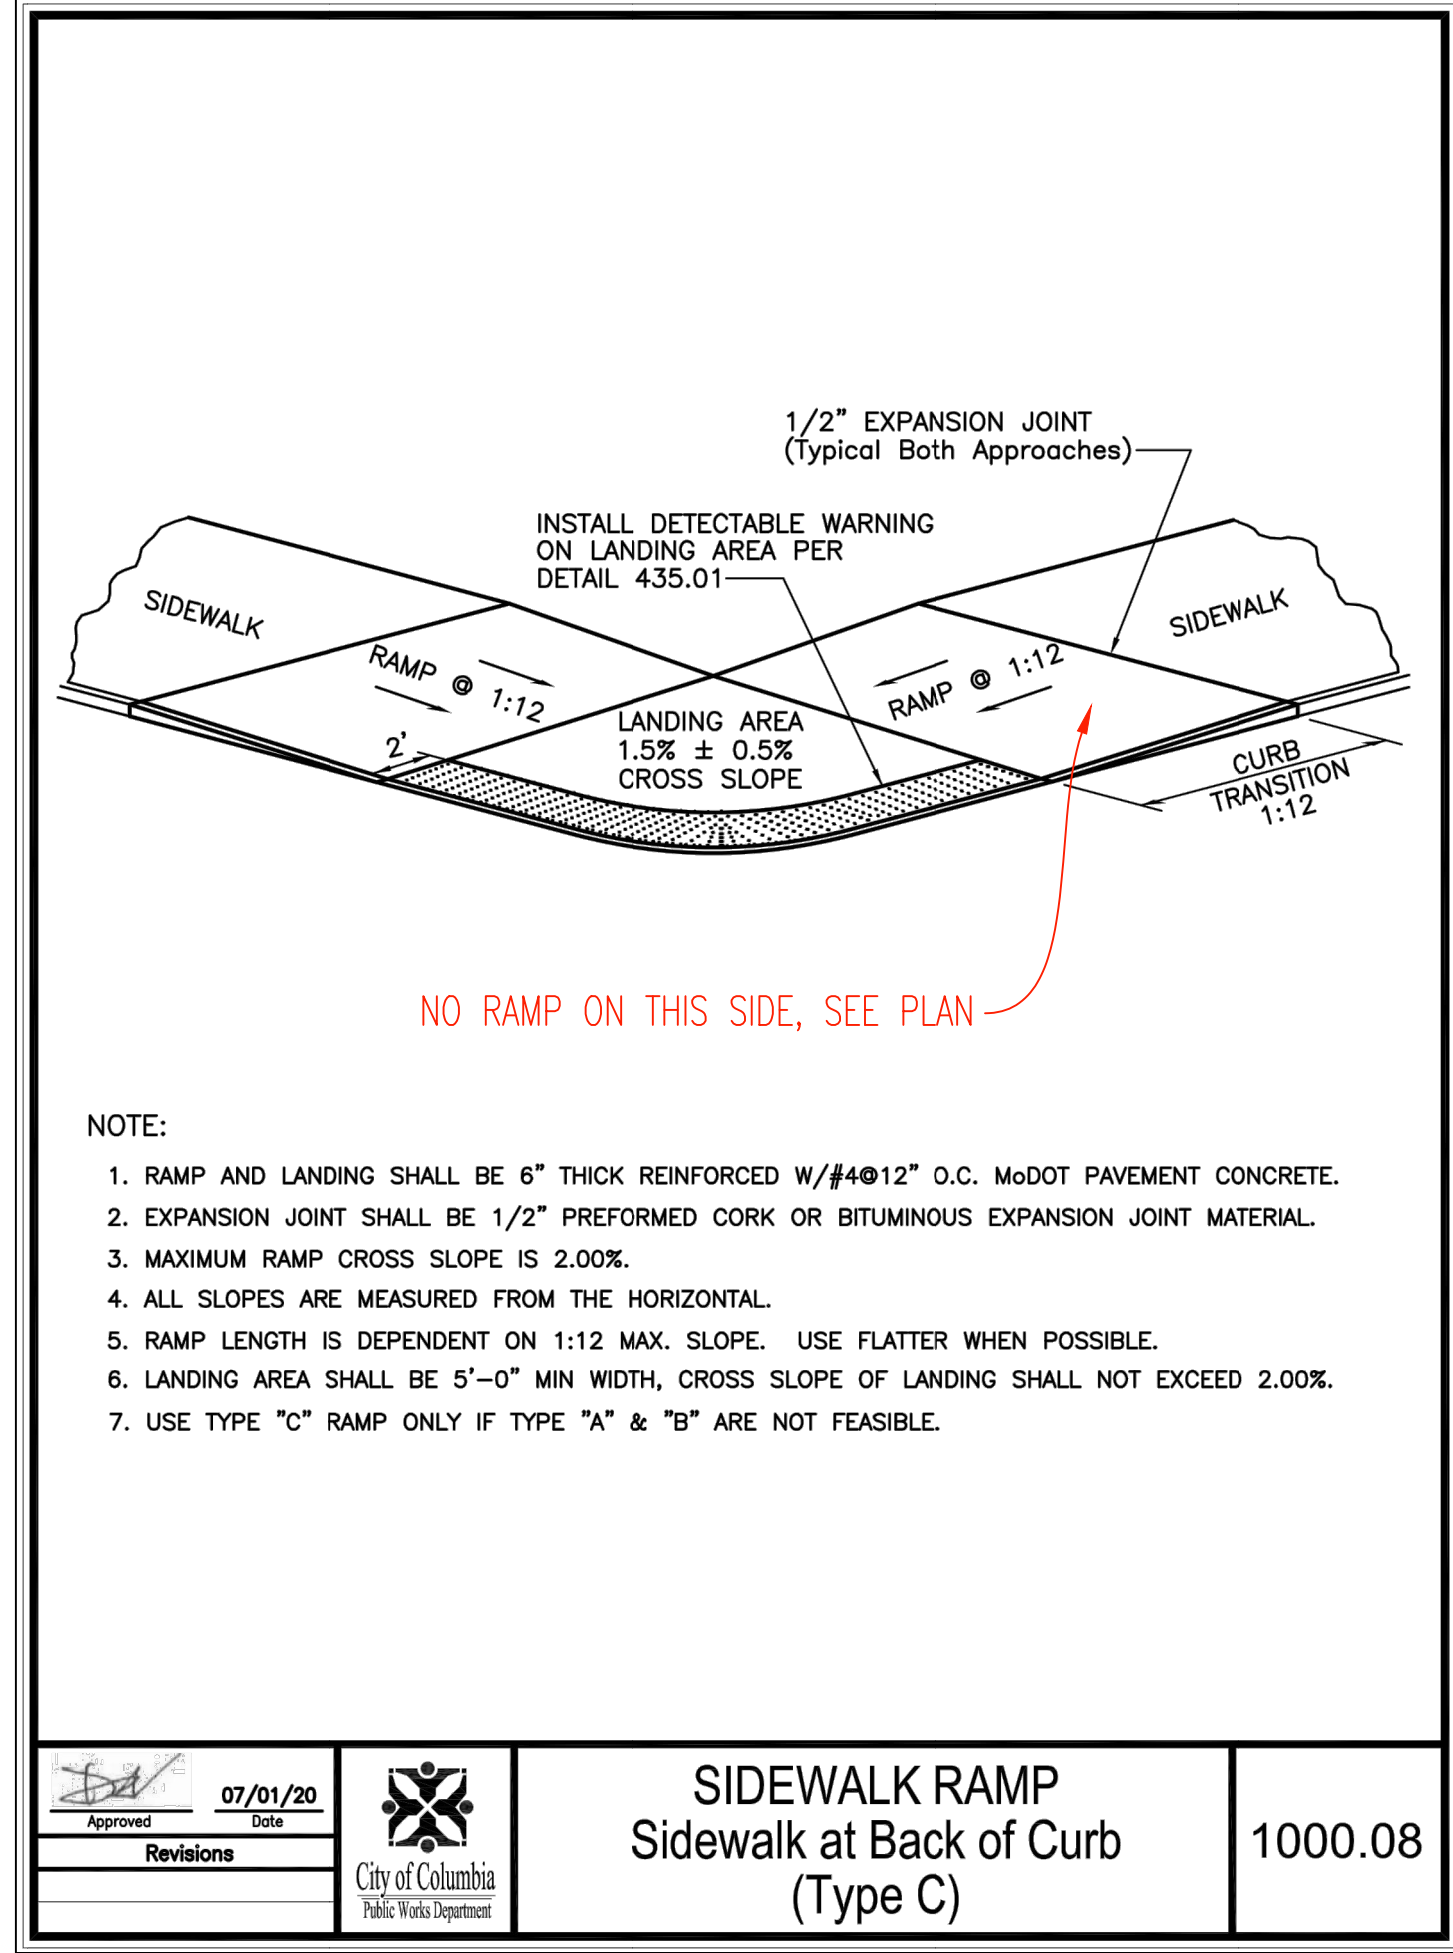 1/2" EXPANSION JOINT
(Typical Both Approaches)
INSTALL DETECTABLE WARNING
ON LANDING AREA PER
DETAIL 435.01
SIDEWALK
SIDEWALK
RAMP @ 1:12
RAMP @ 1:12
LANDING AREA
1.5% ± 0.5%
CROSS SLOPE
2'
CURB
TRANSITION
1:12
NO RAMP ON THIS SIDE, SEE PLAN
NOTE:
1. RAMP AND LANDING SHALL BE 6" THICK REINFORCED W/#4@12" O.C. MoDOT PAVEMENT CONCRETE.
2. EXPANSION JOINT SHALL BE 1/2" PREFORMED CORK OR BITUMINOUS EXPANSION JOINT MATERIAL.
3. MAXIMUM RAMP CROSS SLOPE IS 2.00%.
4. ALL SLOPES ARE MEASURED FROM THE HORIZONTAL.
5. RAMP LENGTH IS DEPENDENT ON 1:12 MAX. SLOPE. USE FLATTER WHEN POSSIBLE.
6. LANDING AREA SHALL BE 5'-0" MIN WIDTH, CROSS SLOPE OF LANDING SHALL NOT EXCEED 2.00%.
7. USE TYPE "C" RAMP ONLY IF TYPE "A" & "B" ARE NOT FEASIBLE.
07/01/20
Approved Date
Revisions
City of Columbia
Public Works Department
SIDEWALK RAMP
Sidewalk at Back of Curb
(Type C)
1000.08